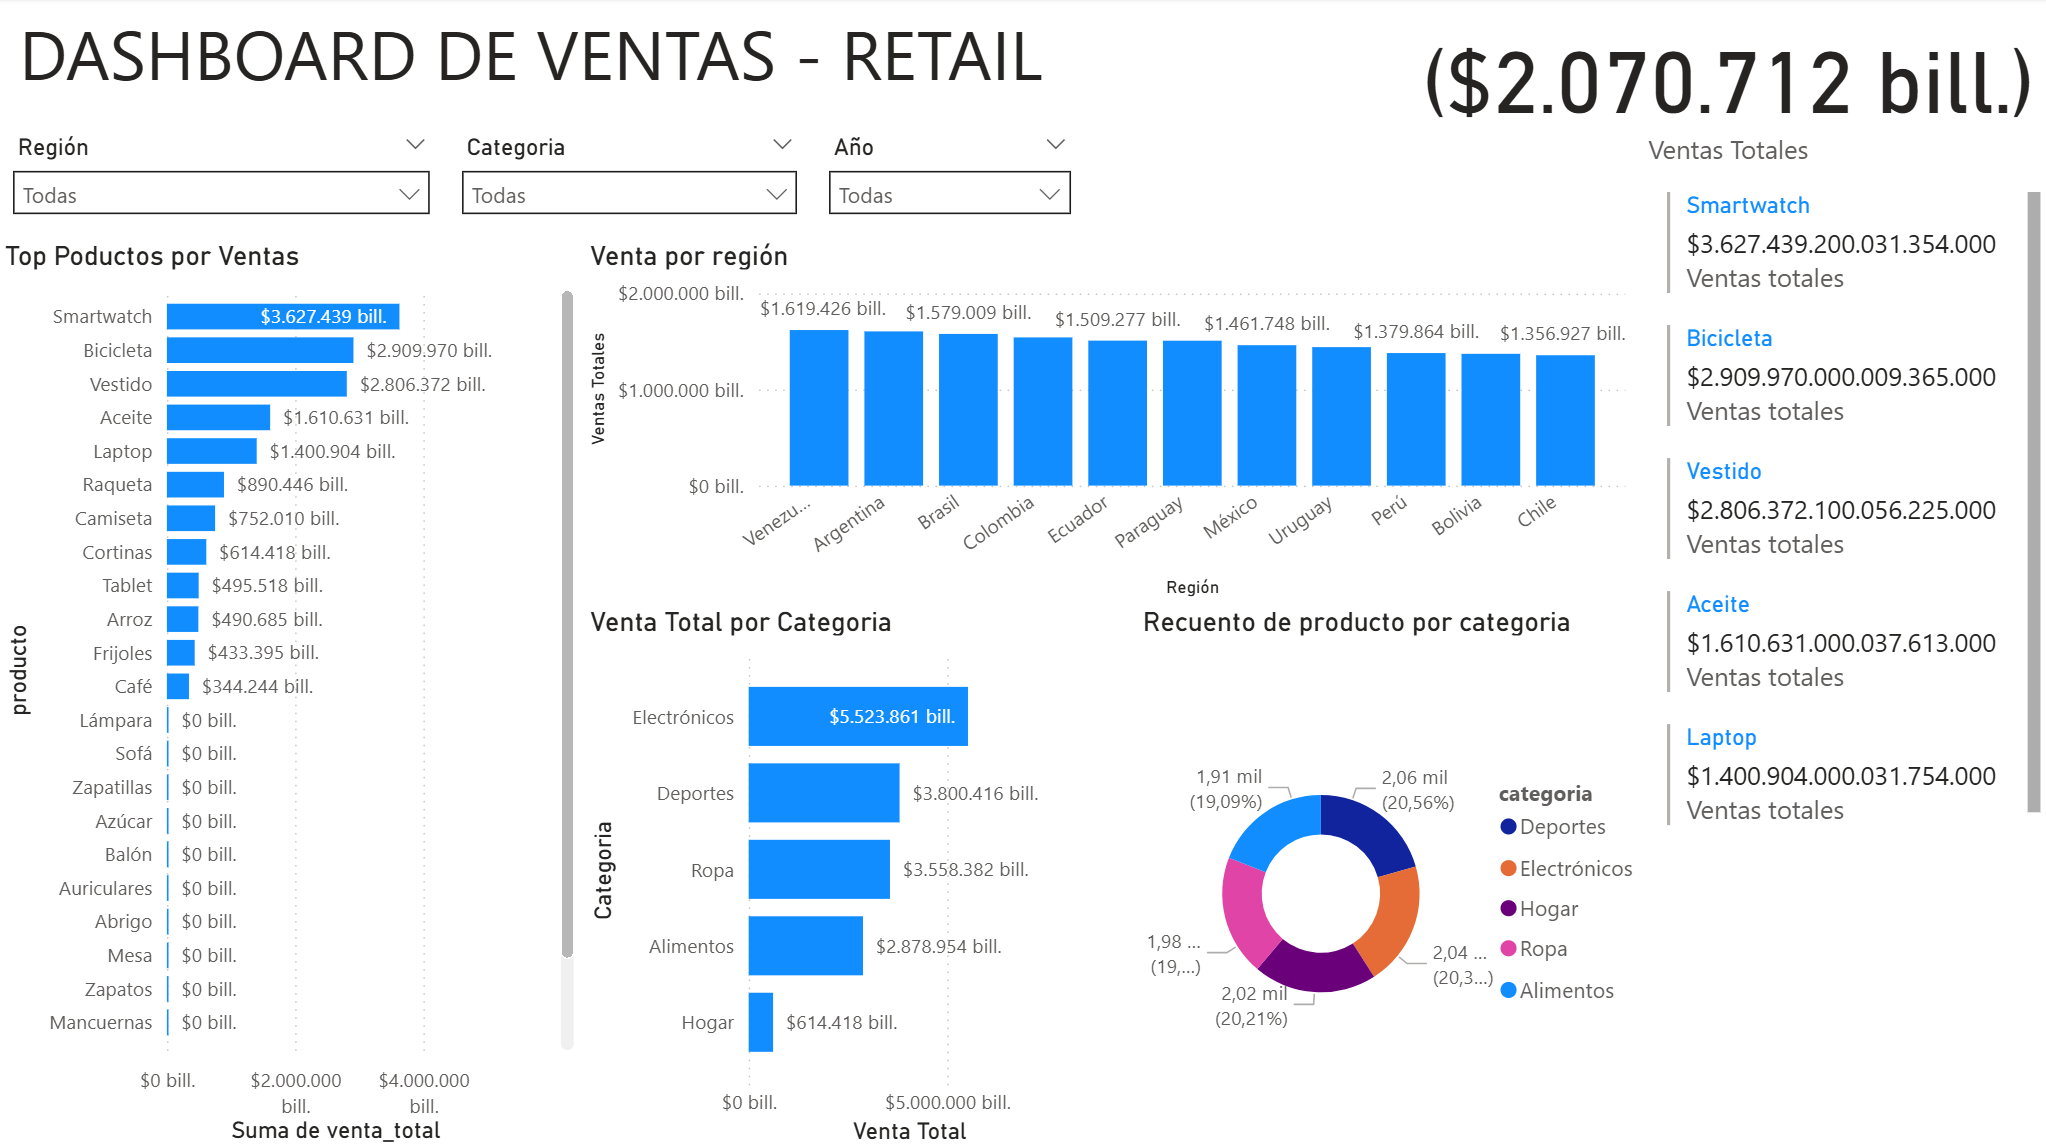 DASHBOARD DE VENTAS - RETAIL
($2.070.712 bill.)
Ventas Totales
Región
Todas
Categoria
Todas
Año
Todas
Top Poductos por Ventas
producto
Smartwatch $3.627.439 bill.
Bicicleta $2.909.970 bill.
Vestido $2.806.372 bill.
Aceite $1.610.631 bill.
Laptop $1.400.904 bill.
Raqueta $890.446 bill.
Camiseta $752.010 bill.
Cortinas $614.418 bill.
Tablet $495.518 bill.
Arroz $490.685 bill.
Frijoles $433.395 bill.
Café $344.244 bill.
Lámpara $0 bill.
Sofá $0 bill.
Zapatillas $0 bill.
Azúcar $0 bill.
Balón $0 bill.
Auriculares $0 bill.
Abrigo $0 bill.
Mesa $0 bill.
Zapatos $0 bill.
Mancuernas $0 bill.
$0 bill. $2.000.000 $4.000.000
bill. bill.
Suma de venta_total
Venta por región
Ventas Totales
$2.000.000 bill.
$1.000.000 bill.
$0 bill.
$1.619.426 bill. $1.579.009 bill. $1.509.277 bill. $1.461.748 bill. $1.379.864 bill. $1.356.927 bill.
Venezu... Argentina Brasil Colombia Ecuador Paraguay México Uruguay Perú Bolivia Chile
Región
Venta Total por Categoria
Categoria
Electrónicos $5.523.861 bill.
Deportes $3.800.416 bill.
Ropa $3.558.382 bill.
Alimentos $2.878.954 bill.
Hogar $614.418 bill.
$0 bill. $5.000.000 bill.
Venta Total
Recuento de producto por categoria
1,91 mil
(19,09%)
2,06 mil
(20,56%)
1,98 ...
(19,...)
2,04 ...
(20,3...)
2,02 mil
(20,21%)
categoria
Deportes
Electrónicos
Hogar
Ropa
Alimentos
Smartwatch
$3.627.439.200.031.354.000
Ventas totales
Bicicleta
$2.909.970.000.009.365.000
Ventas totales
Vestido
$2.806.372.100.056.225.000
Ventas totales
Aceite
$1.610.631.000.037.613.000
Ventas totales
Laptop
$1.400.904.000.031.754.000
Ventas totales